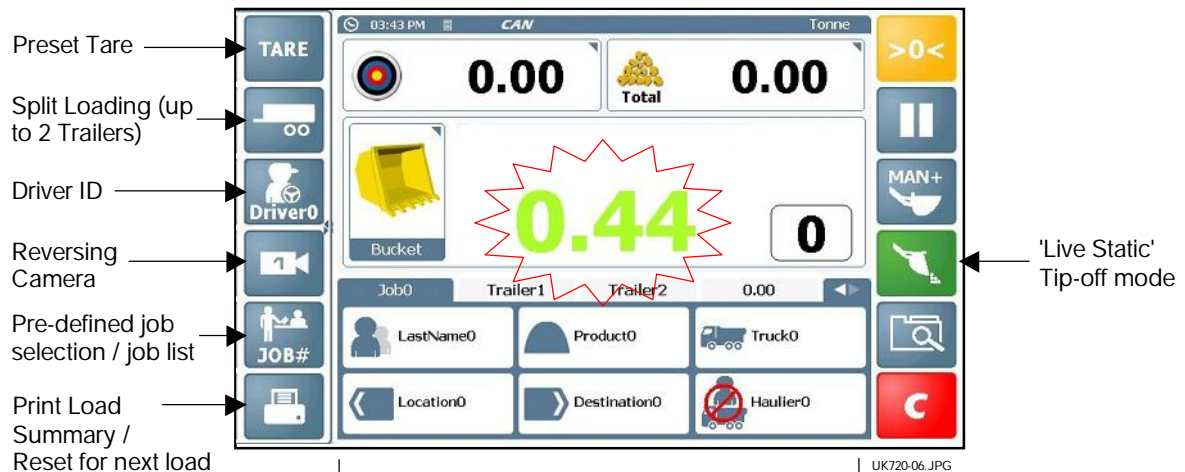 Preset Tare
Split Loading (up
to 2 Trailers)
Driver ID
Reversing
Camera
Pre-defined job
selection / job list
Print Load
Summary /
Reset for next load
TARE
Driver0
1
JOB#
03:43 PM CAN Tonne
0.00
Total
0.00
Bucket
0.44
0
Job0 Trailer1 Trailer2 0.00
LastName0 Product0 Truck0
Location0 Destination0 Haulier0
>0<
MAN+
C
'Live Static'
Tip-off mode
UK720-06.JPG